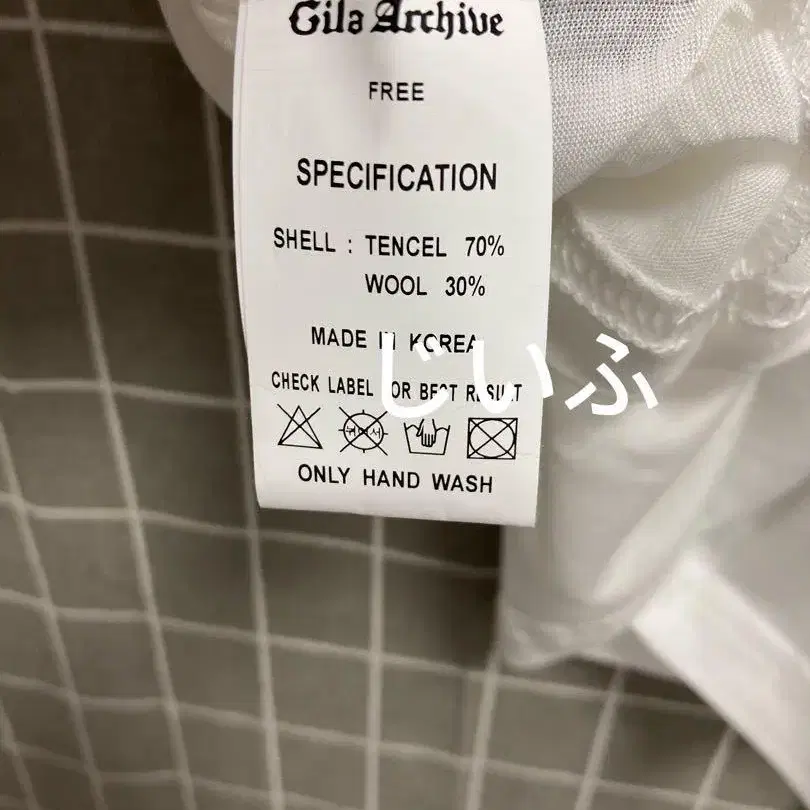 Gila Archive
FREE
SPECIFICATION
SHELL : TENCEL 70%
WOOL 30%
MADE IN KOREA
じいふ
CHECK LABEL FOR BEST RESULT
ONLY HAND WASH